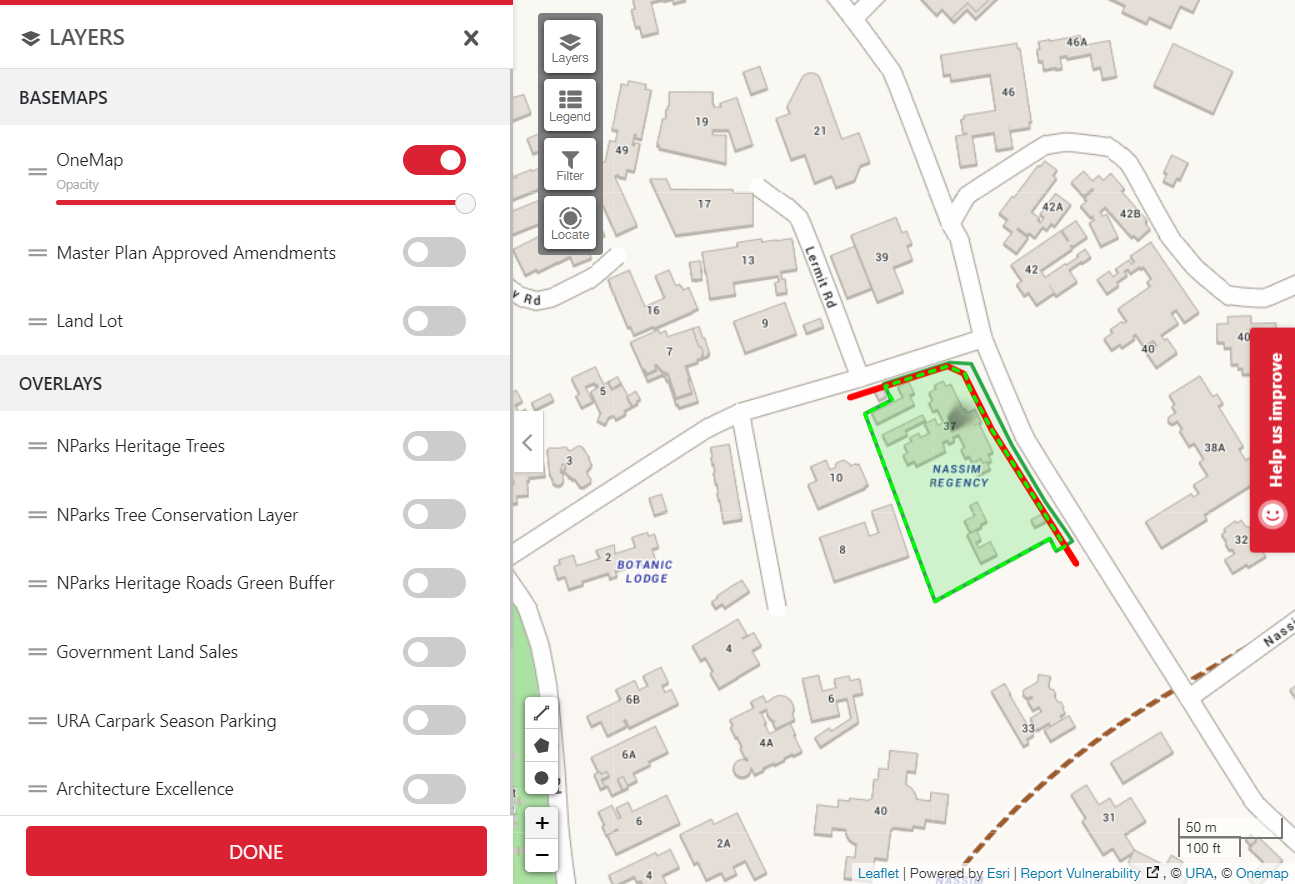 LAYERS
BASEMAPS
OneMap
Opacity
Master Plan Approved Amendments
Land Lot
OVERLAYS
NParks Heritage Trees
NParks Tree Conservation Layer
NParks Heritage Roads Green Buffer
Government Land Sales
URA Carpark Season Parking
Architecture Excellence
DONE
Layers
Legend
Filter
Locate
Help us improve
46A
46
19
21
49
42A
42B
17
Lermit Rd
39
13
42
y Rd
16
9
40
7
40
5
37
38A
3
NASSIM
REGENCY
10
32
8
2
BOTANIC
LODGE
Nassi
4
6B
6
33
4A
6A
40
31
6
2A
4
NASSIM
+
−
50 m
100 ft
Leaflet | Powered by Esri | Report Vulnerability , © URA, © Onemap